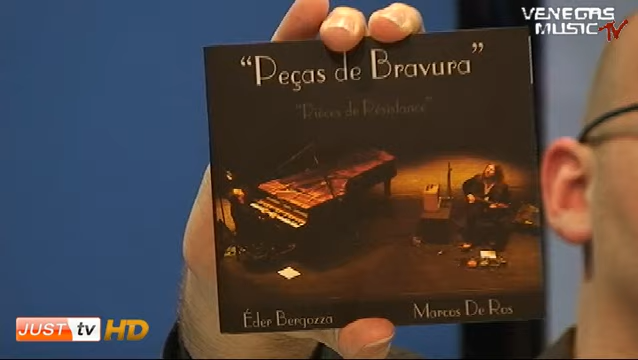 VENEGAS
MUSIC TV
“Peças de Bravura”
“Pièces de Résistance”
Éder Bergozza
Marcos De Ros
JUST tv HD